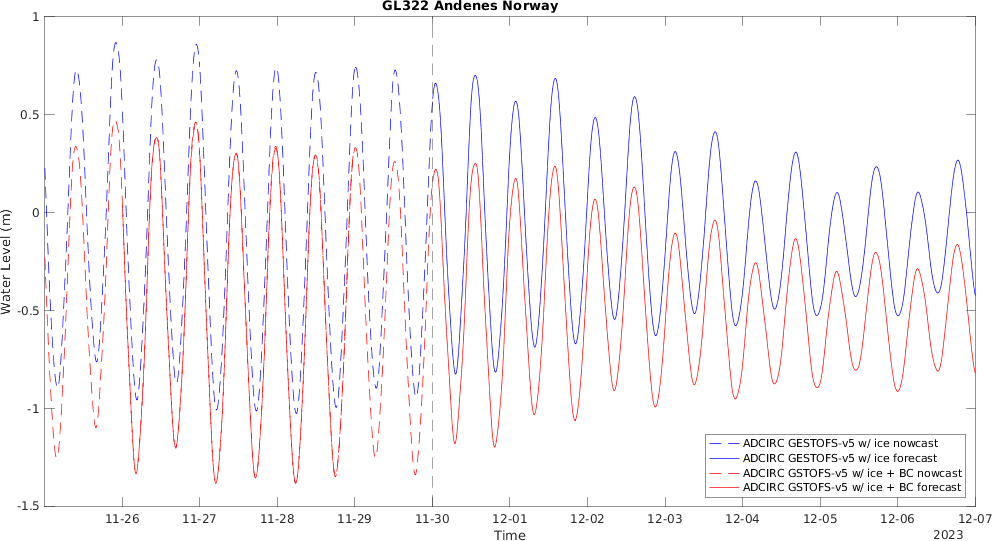 GL322 Andenes Norway
1
0.5
0
-0.5
-1
-1.5
Water Level (m)
11-26 11-27 11-28 11-29 11-30 12-01 12-02 12-03 12-04 12-05 12-06 12-07
Time
2023
ADCIRC GESTOFS-v5 w/ ice nowcast
ADCIRC GESTOFS-v5 w/ ice forecast
ADCIRC GSTOFS-v5 w/ ice + BC nowcast
ADCIRC GSTOFS-v5 w/ ice + BC forecast